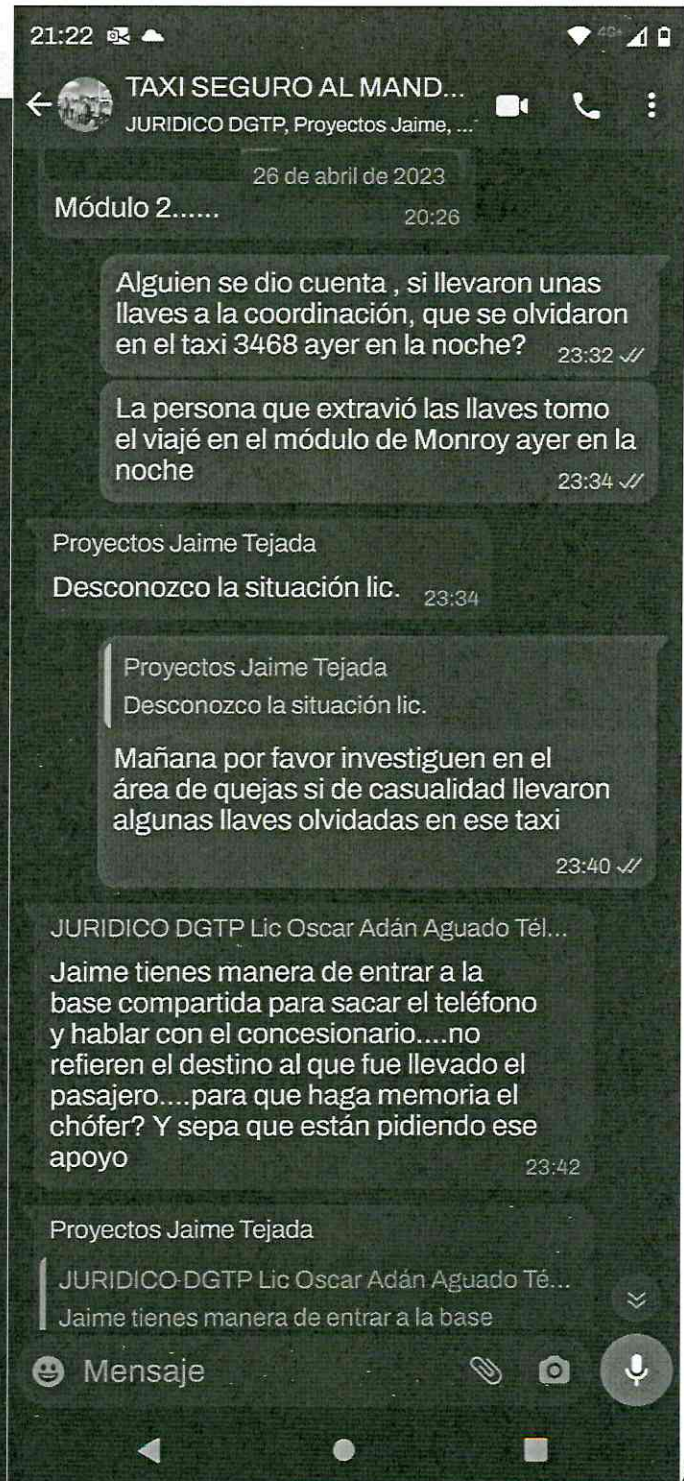 21:22
4G+
TAXI SEGURO AL MAND...
JURIDICO DGTP, Proyectos Jaime, ...
26 de abril de 2023
Módulo 2......
20:26
Alguien se dio cuenta , si llevaron unas
llaves a la coordinación, que se olvidaron
en el taxi 3468 ayer en la noche?
23:32
La persona que extravió las llaves tomo
el viajé en el módulo de Monroy ayer en la
noche
23:34
Proyectos Jaime Tejada
Desconozco la situación lic.
23:34
Proyectos Jaime Tejada
Desconozco la situación lic.
Mañana por favor investiguen en el
área de quejas si de casualidad llevaron
algunas llaves olvidadas en ese taxi
23:40
JURIDICO DGTP Lic Oscar Adán Aguado Tél...
Jaime tienes manera de entrar a la
base compartida para sacar el teléfono
y hablar con el concesionario....no
refieren el destino al que fue llevado el
pasajero....para que haga memoria el
chófer? Y sepa que están pidiendo ese
apoyo
23:42
Proyectos Jaime Tejada
JURIDICO DGTP Lic Oscar Adán Aguado Té...
Jaime tienes manera de entrar a la base
Mensaje